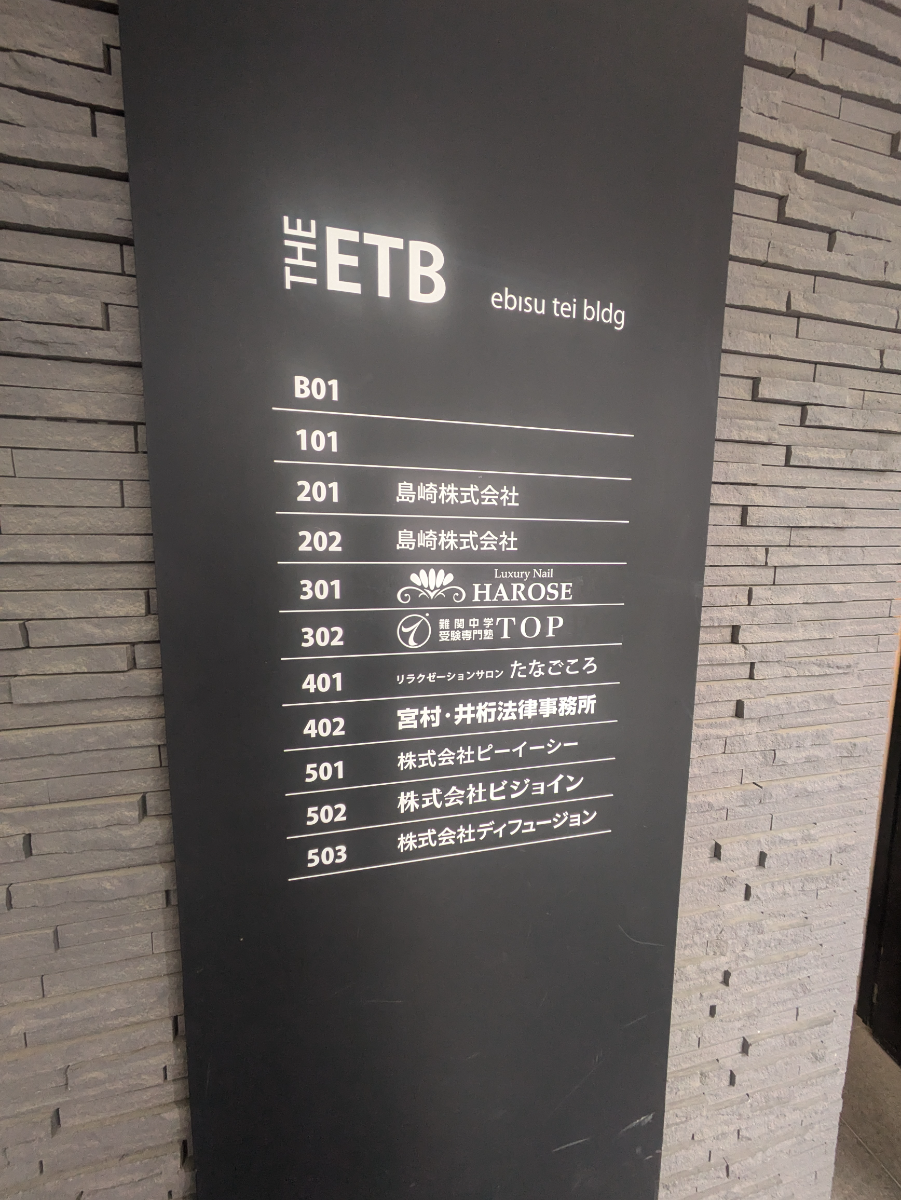 THE ETB
ebisu tei bldg
B01
101
201 島崎株式会社
202 島崎株式会社
301 Luxury Nail HAROSE
302 難関中学受験専門塾 TOP
401 リラクゼーションサロン たなごころ
402 宮村・井桁法律事務所
501 株式会社ピーイーシー
502 株式会社ビジョイン
503 株式会社ディフュージョン